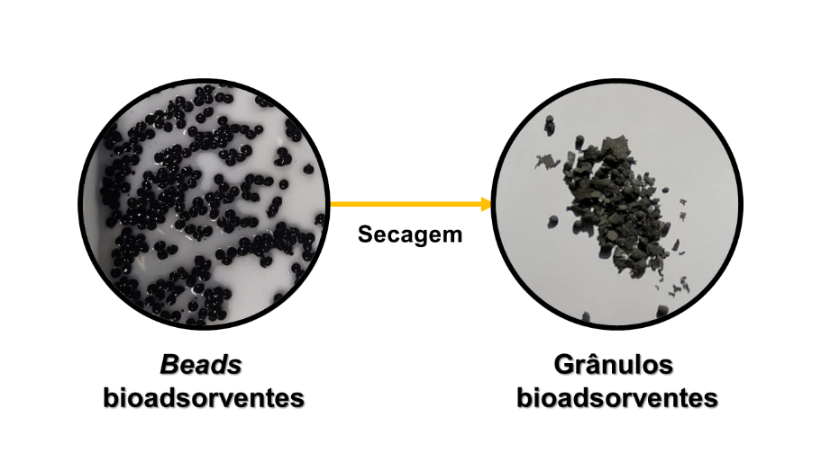 Secagem
Beads
bioadsorventes
Grânulos
bioadsorventes